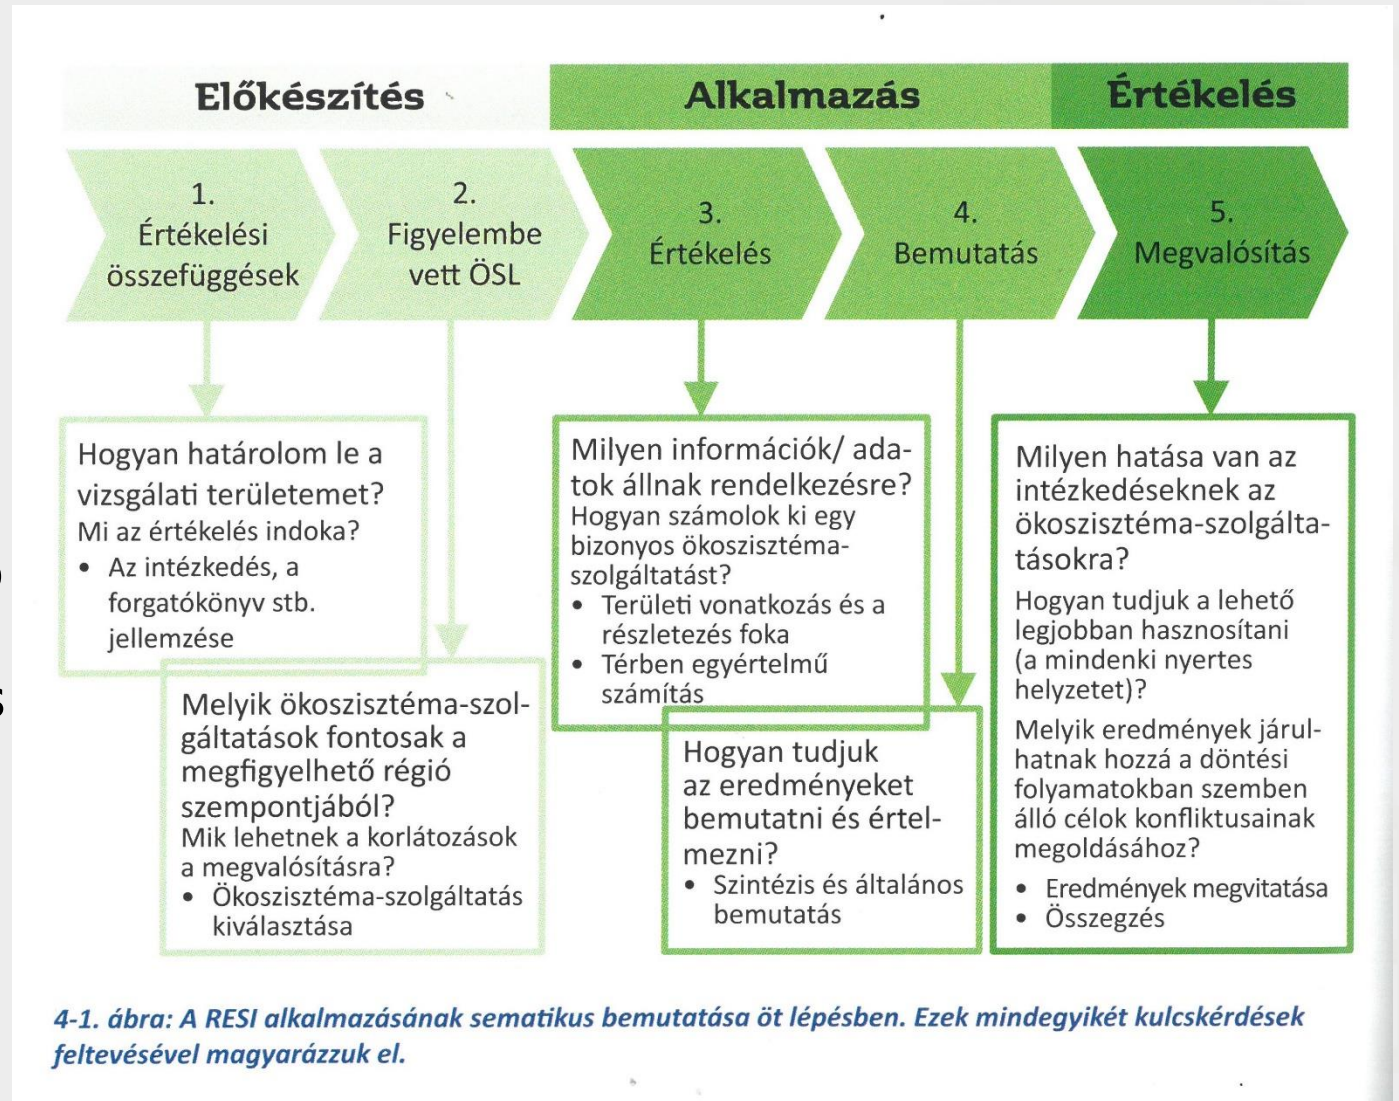 Előkészítés
Alkalmazás
Értékelés
1.
Értékelési
összefüggések
2.
Figyelembe
vett ÖSL
3.
Értékelés
4.
Bemutatás
5.
Megvalósítás
Hogyan határolom le a
vizsgálati területemet?
Mi az értékelés indoka?
• Az intézkedés, a
forgatókönyv stb.
jellemzése
Melyik ökoszisztéma-szol-
gáltatások fontosak a
megfigyelhető régió
szempontjából?
Mik lehetnek a korlátozások
a megvalósításra?
• Ökoszisztéma-szolgáltatás
kiválasztása
Milyen információk/ ada-
tok állnak rendelkezésre?
Hogyan számolok ki egy
bizonyos ökoszisztéma-
szolgáltatást?
• Területi vonatkozás és a
részletezés foka
• Térben egyértelmű
számítás
Hogyan tudjuk
az eredményeket
bemutatni és értel-
mezni?
• Szintézis és általános
bemutatás
Milyen hatása van az
intézkedéseknek az
ökoszisztéma-szolgálta-
tásokra?
Hogyan tudjuk a lehető
legjobban hasznosítani
(a mindenki nyertes
helyzetet)?
Melyik eredmények járul-
hatnak hozzá a döntési
folyamatokban szemben
álló célok konfliktusainak
megoldásához?
• Eredmények megvitatása
• Összegzés
4-1. ábra: A RESI alkalmazásának sematikus bemutatása öt lépésben. Ezek mindegyikét kulcskérdések
feltevésével magyarázzuk el.